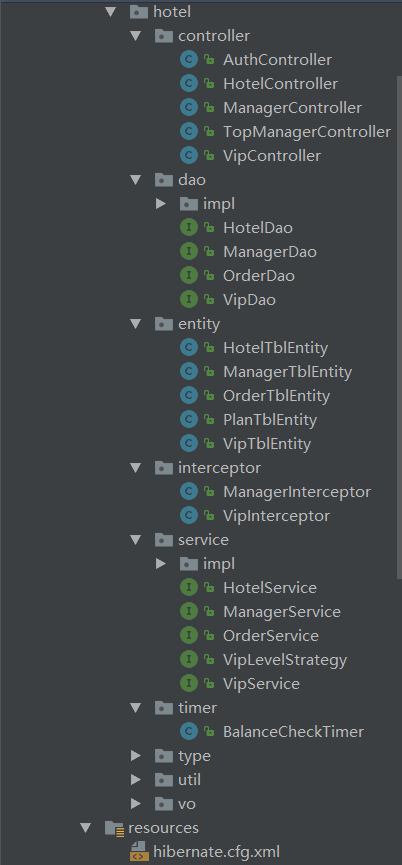 hotel
controller
C AuthController
C HotelController
C ManagerController
C TopManagerController
C VipController
dao
impl
I HotelDao
I ManagerDao
I OrderDao
I VipDao
entity
C HotelTblEntity
C ManagerTblEntity
C OrderTblEntity
C PlanTblEntity
C VipTblEntity
interceptor
C ManagerInterceptor
C VipInterceptor
service
impl
I HotelService
I ManagerService
I OrderService
I VipLevelStrategy
I VipService
timer
C BalanceCheckTimer
type
util
vo
resources
hibernate.cfg.xml